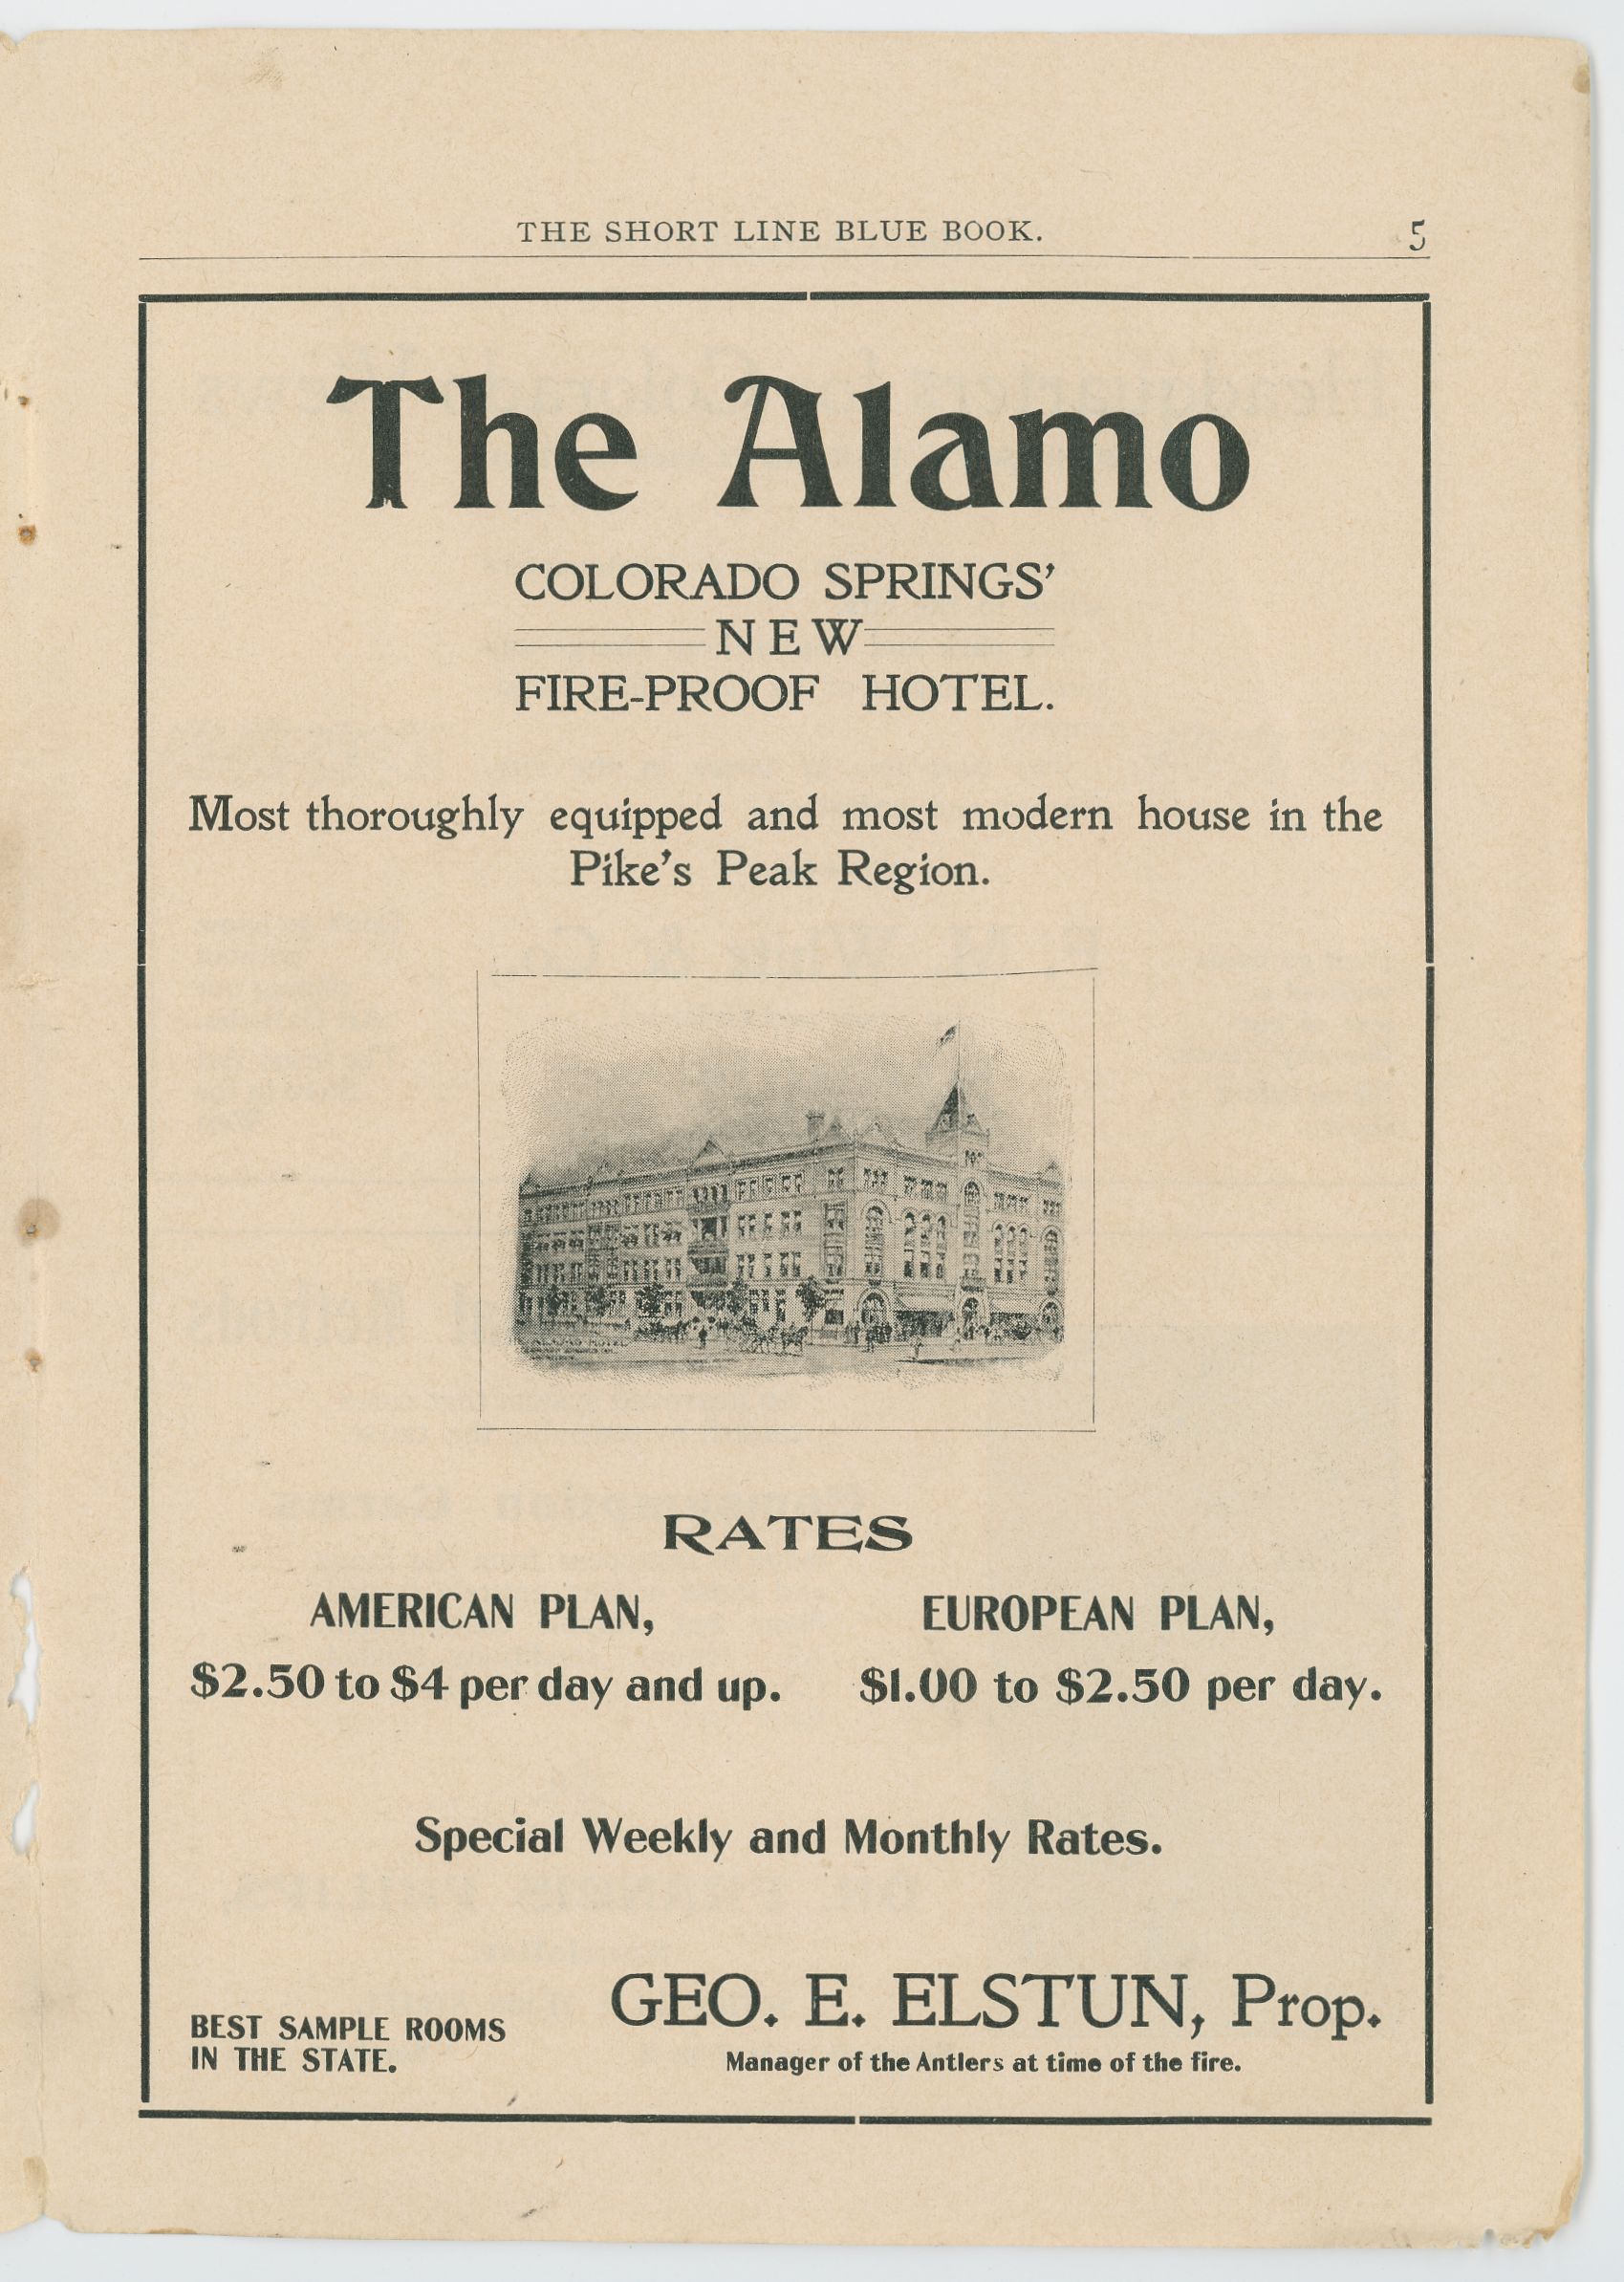 THE SHORT LINE BLUE BOOK. 5
The Alamo
COLORADO SPRINGS'
NEW
FIRE-PROOF HOTEL.
Most thoroughly equipped and most modern house in the
Pike's Peak Region.
RATES
AMERICAN PLAN, EUROPEAN PLAN,
$2.50 to $4 per day and up. $1.00 to $2.50 per day.
Special Weekly and Monthly Rates.
GEO. E. ELSTUN, Prop.
BEST SAMPLE ROOMS
IN THE STATE.
Manager of the Antlers at time of the fire.